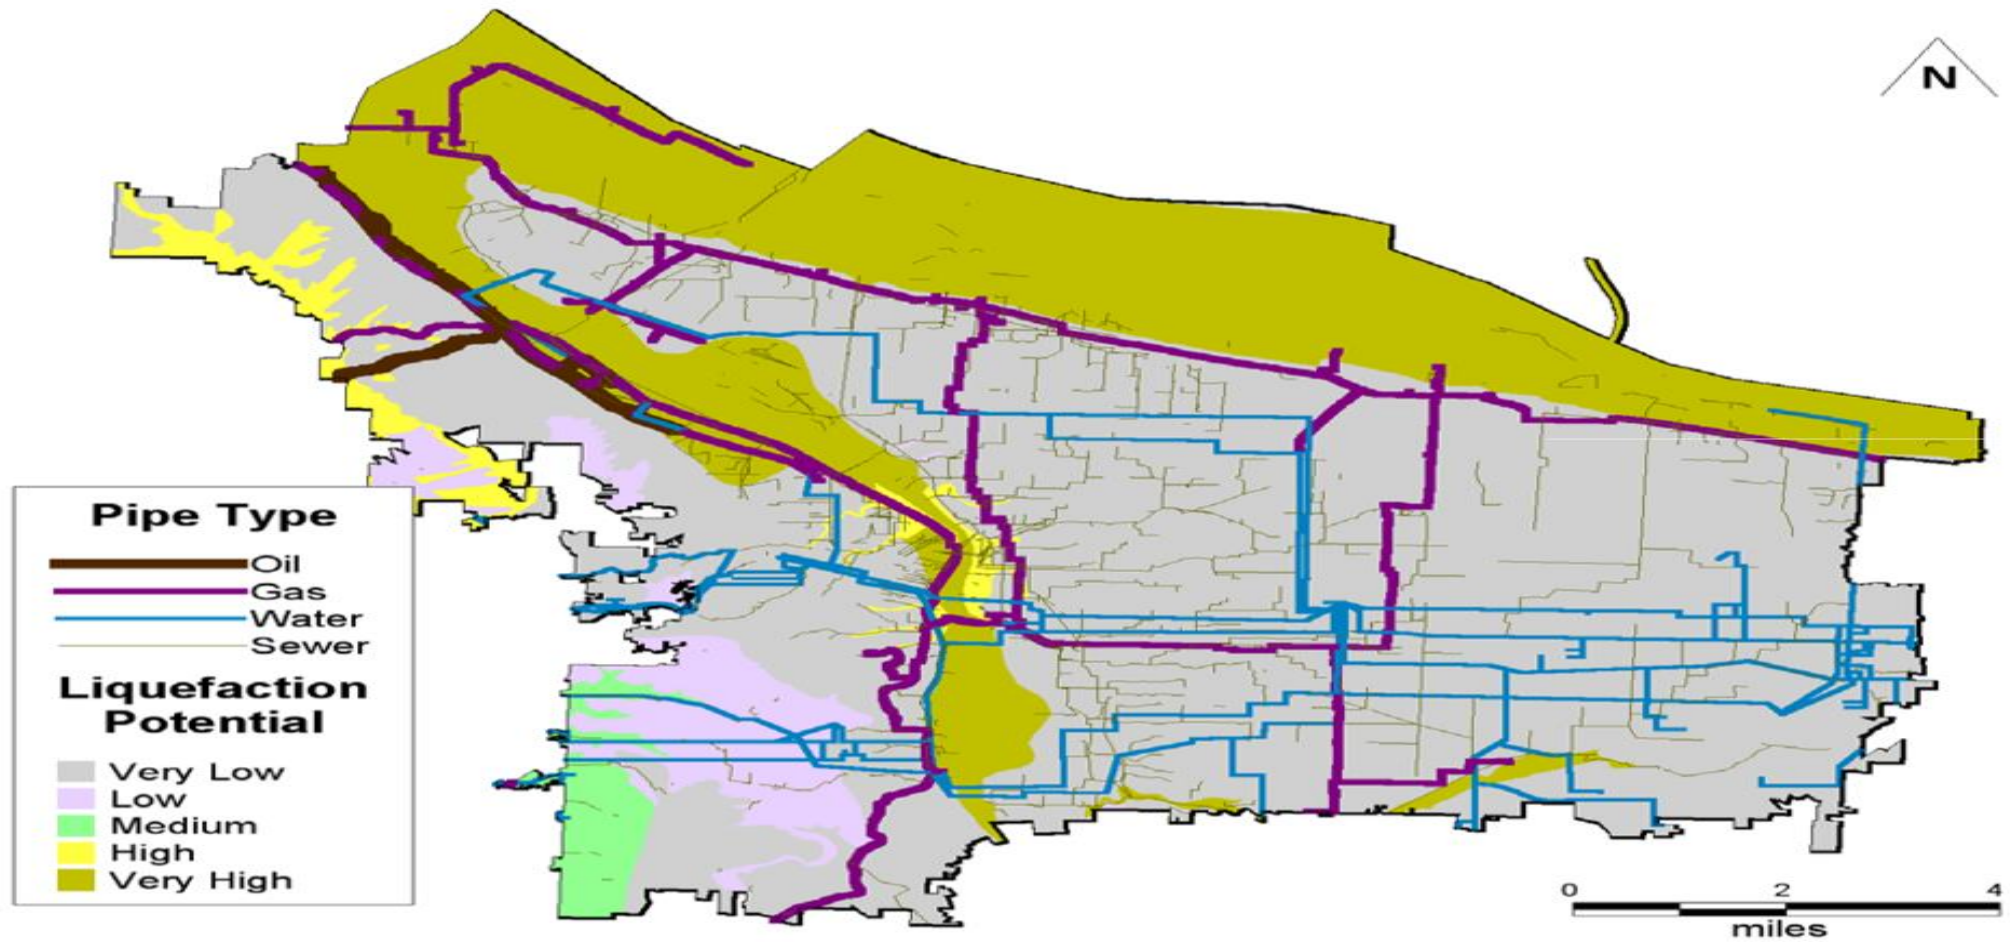 N
Pipe Type
Oil
Gas
Water
Sewer
Liquefaction
Potential
Very Low
Low
Medium
High
Very High
0 2 4
miles